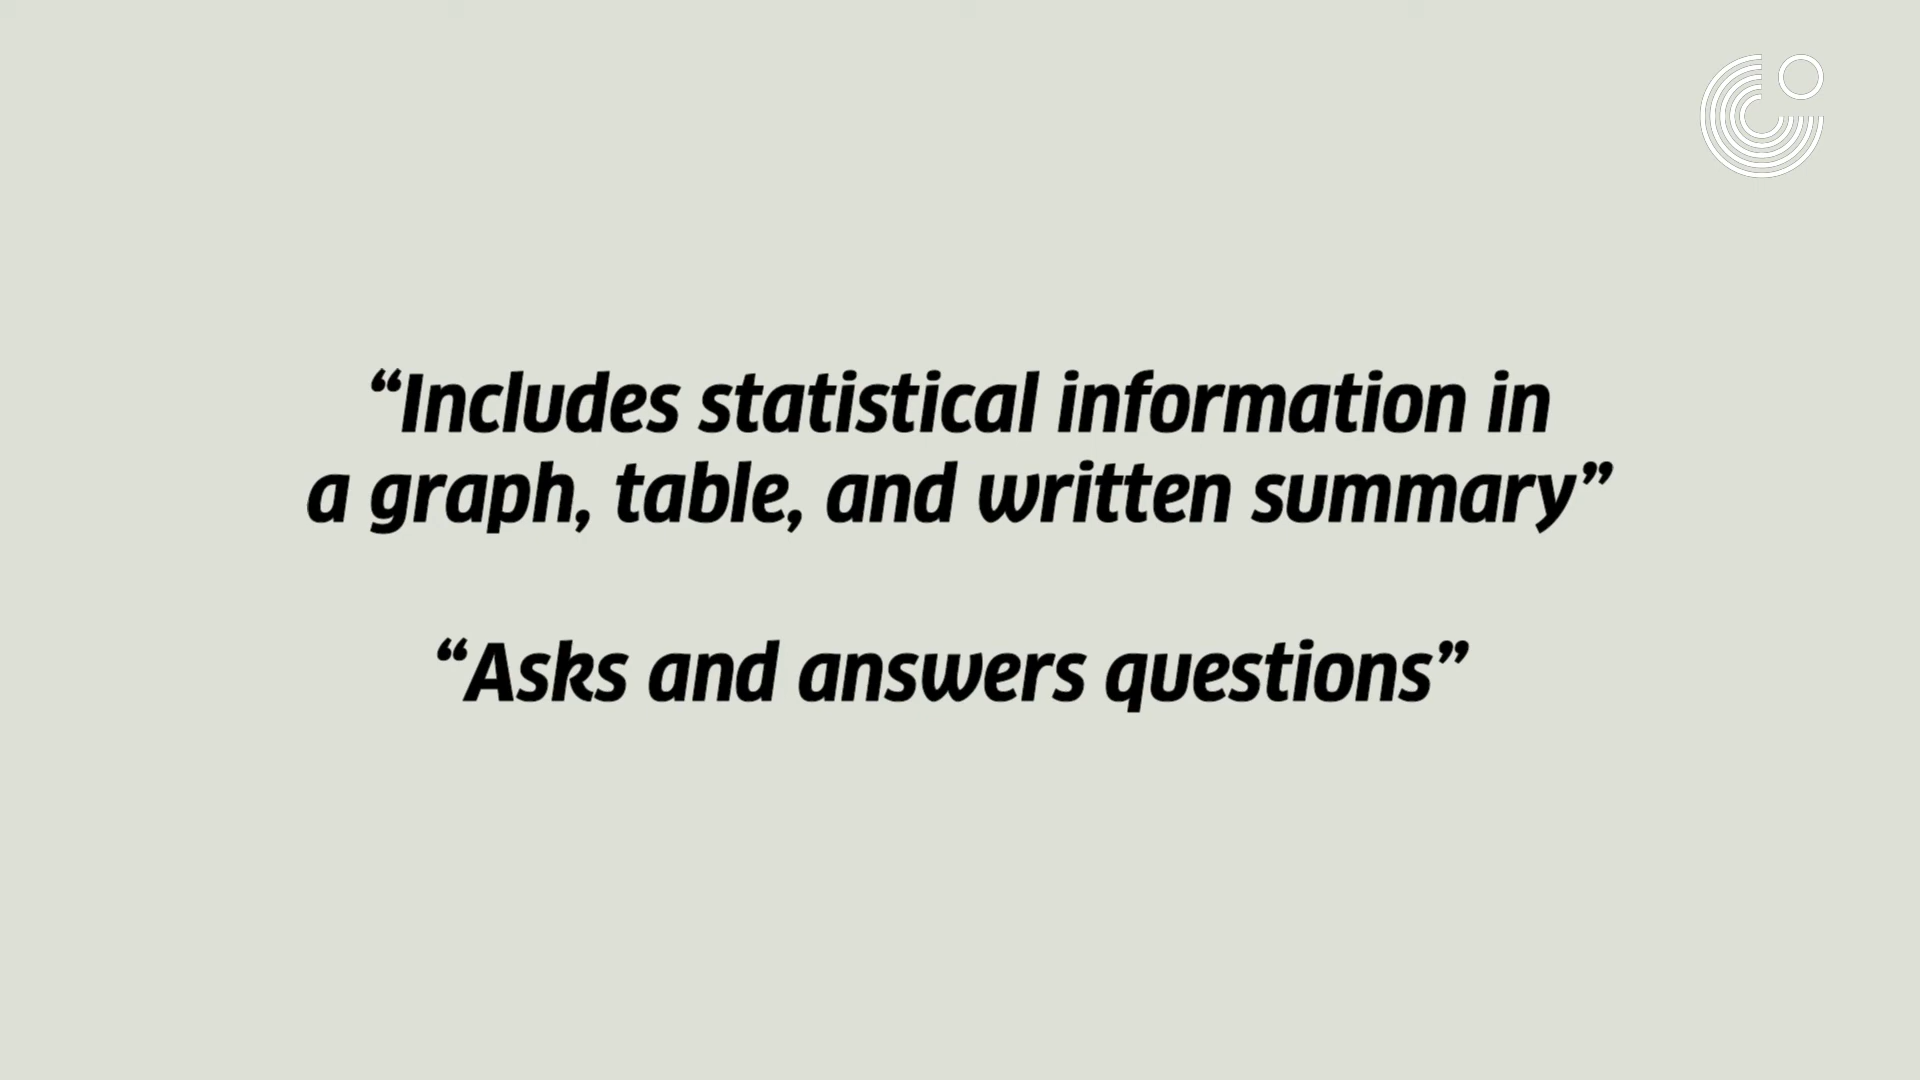 “Includes statistical information in
a graph, table, and written summary”
“Asks and answers questions”